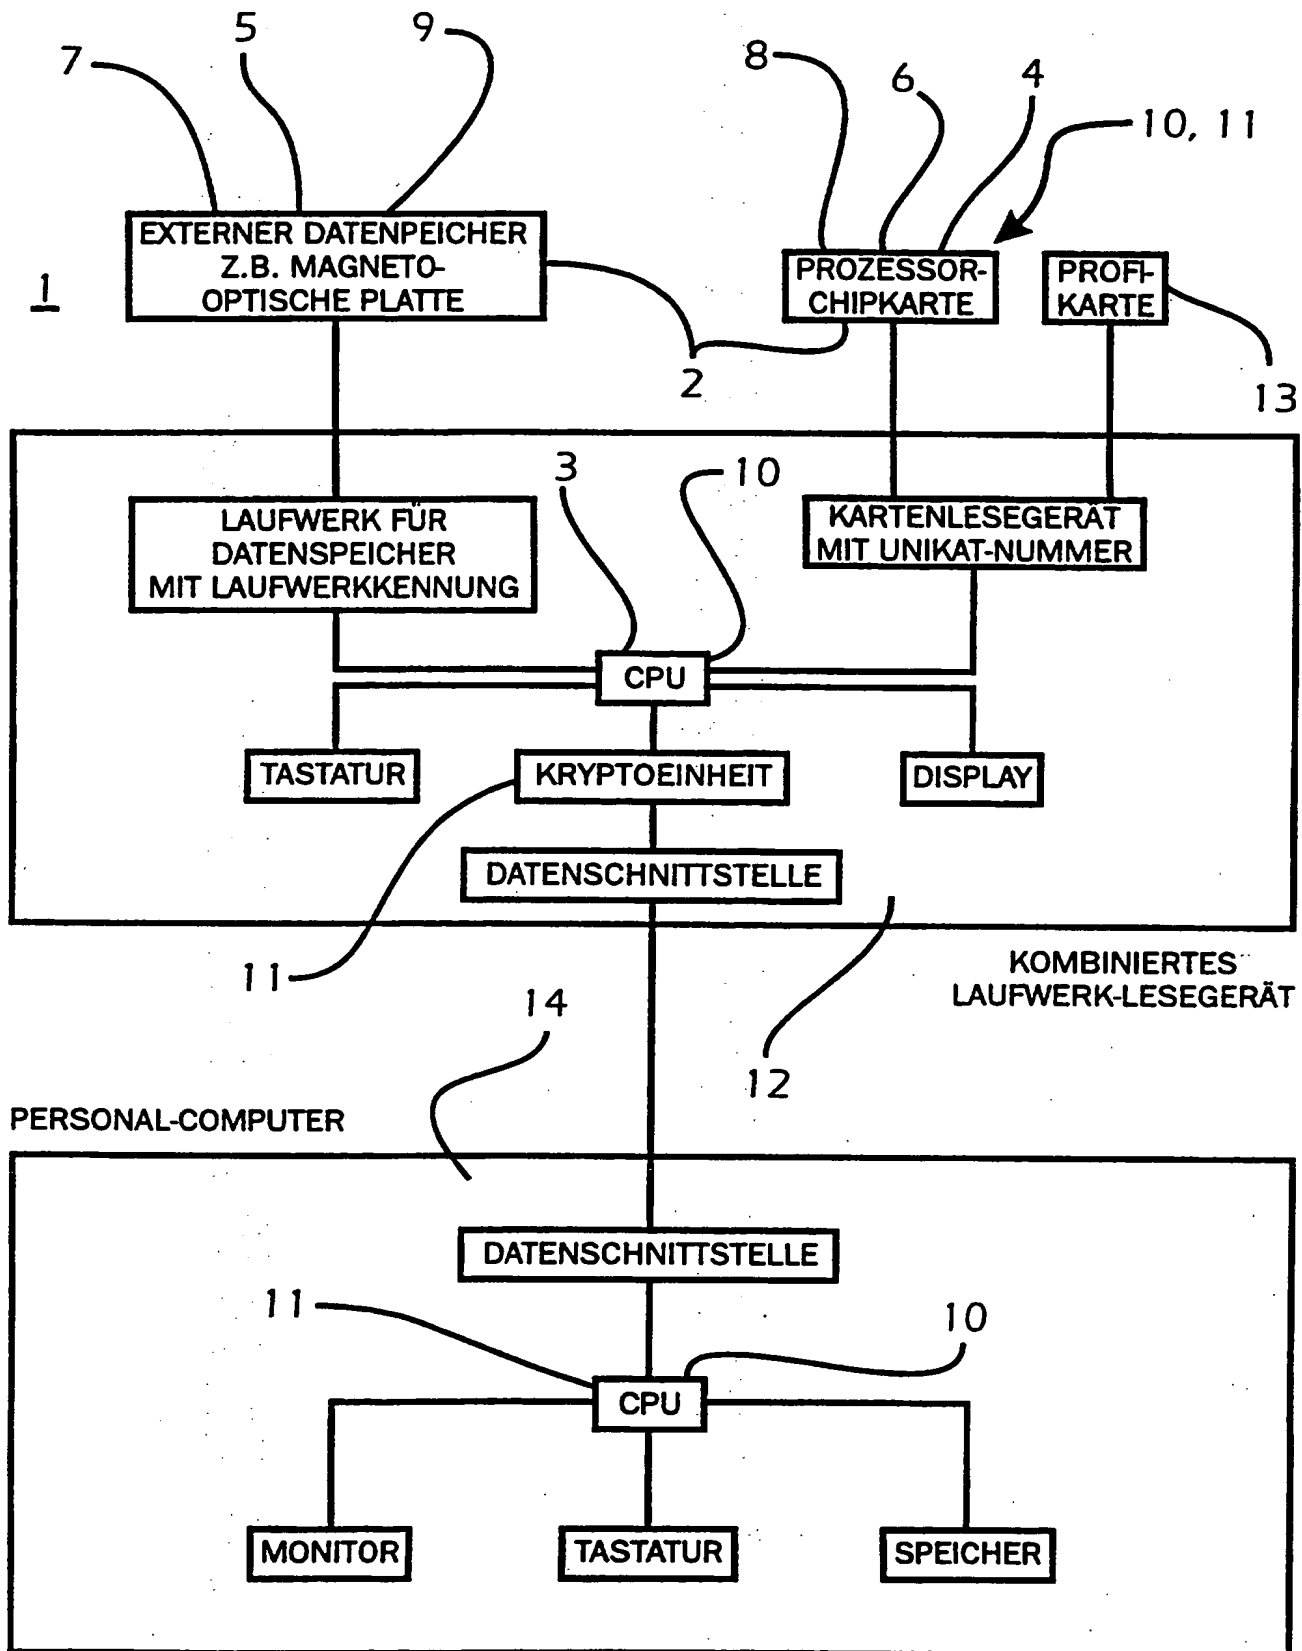 7
5
9
8
6
4
10, 11
EXTERNER DATENPEICHER
Z.B. MAGNETO-
OPTISCHE PLATTE
PROZESSOR-
CHIPKARTE
PROFI-
KARTE
1
2
13
3
10
LAUFWERK FÜR
DATENSPEICHER
MIT LAUFWERKKENNUNG
KARTENLESEGERÄT
MIT UNIKAT-NUMMER
CPU
TASTATUR
KRYPTOEINHEIT
DISPLAY
DATENSCHNITTSTELLE
11
KOMBINIERTES
LAUFWERK-LESEGERÄT
14
12
PERSONAL-COMPUTER
DATENSCHNITTSTELLE
11
10
CPU
MONITOR
TASTATUR
SPEICHER